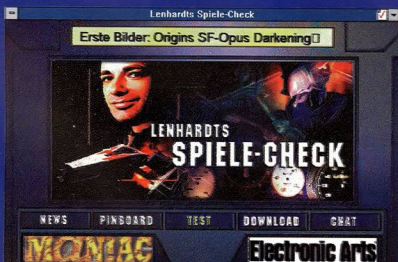 Lenhardts Spiele-Check
Erste Bilder: Origins SF-Opus Darkening
LENHARDTS
SPIELE-CHECK
NEWS PINBOARD TEST DOWNLOAD CHAT
MANIAC Electronic Arts